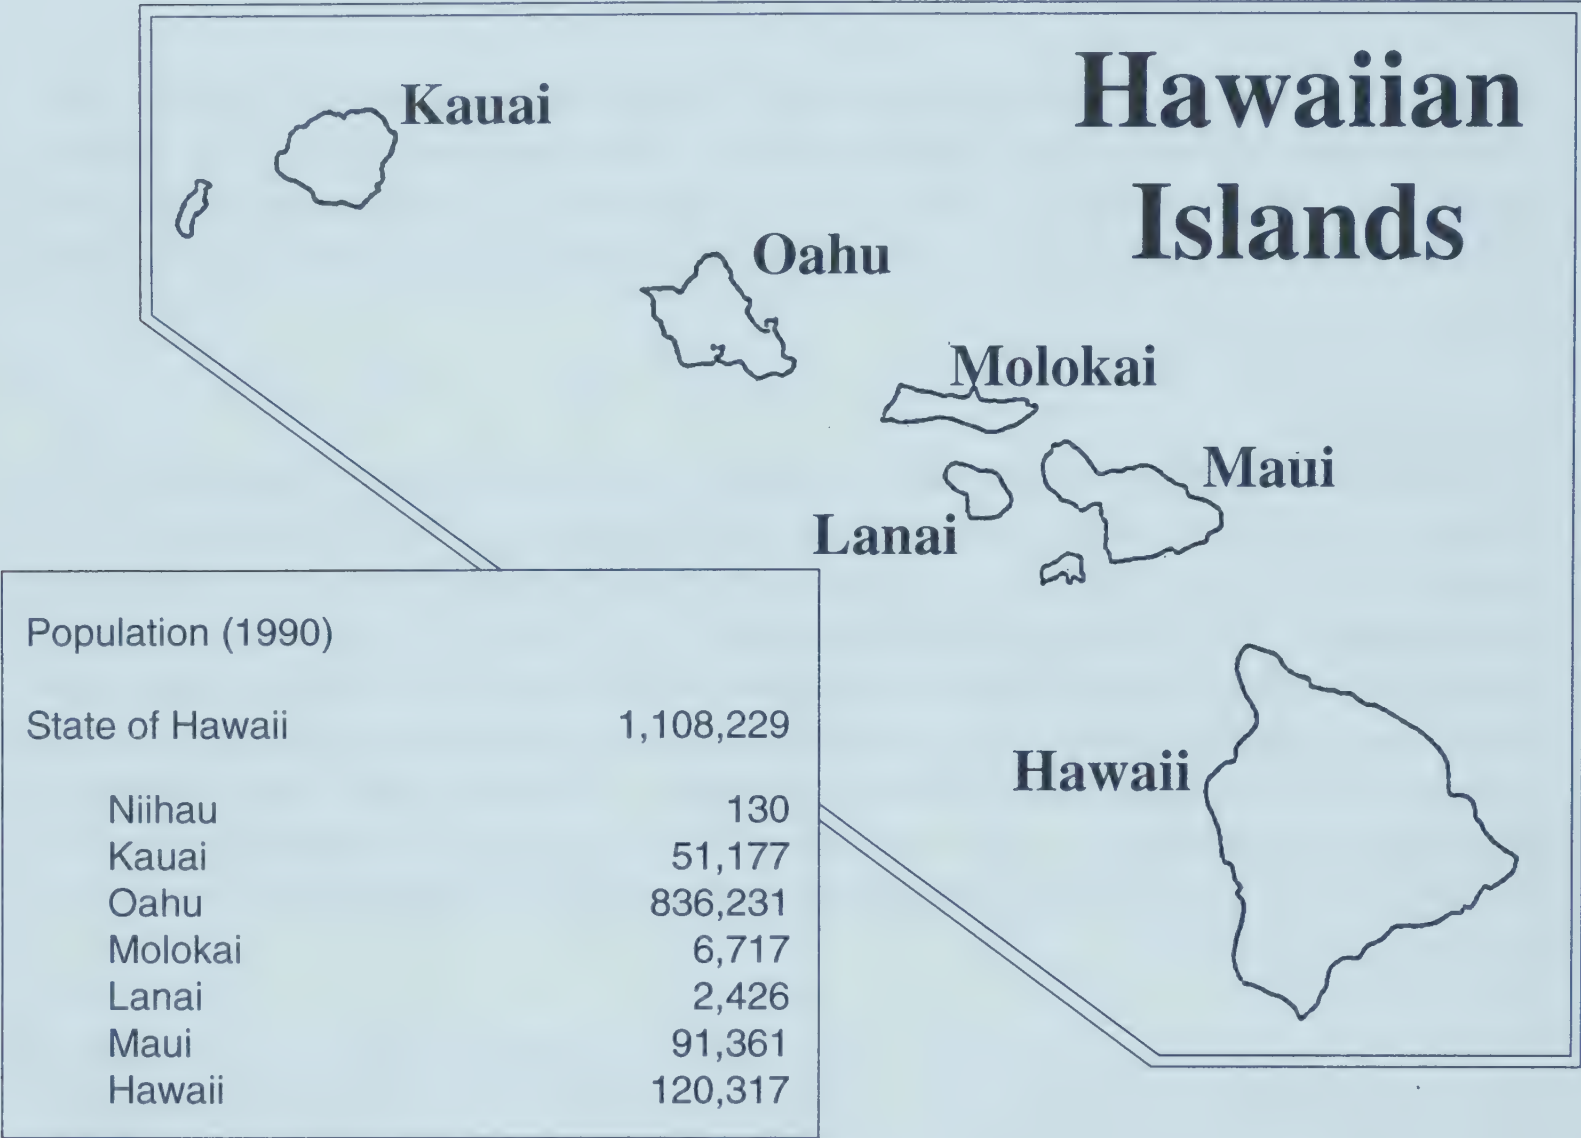 Hawaiian
Islands
Kauai
Oahu
Molokai
Maui
Lanai
Hawaii
Population (1990)
State of Hawaii 1,108,229
Niihau 130
Kauai 51,177
Oahu 836,231
Molokai 6,717
Lanai 2,426
Maui 91,361
Hawaii 120,317